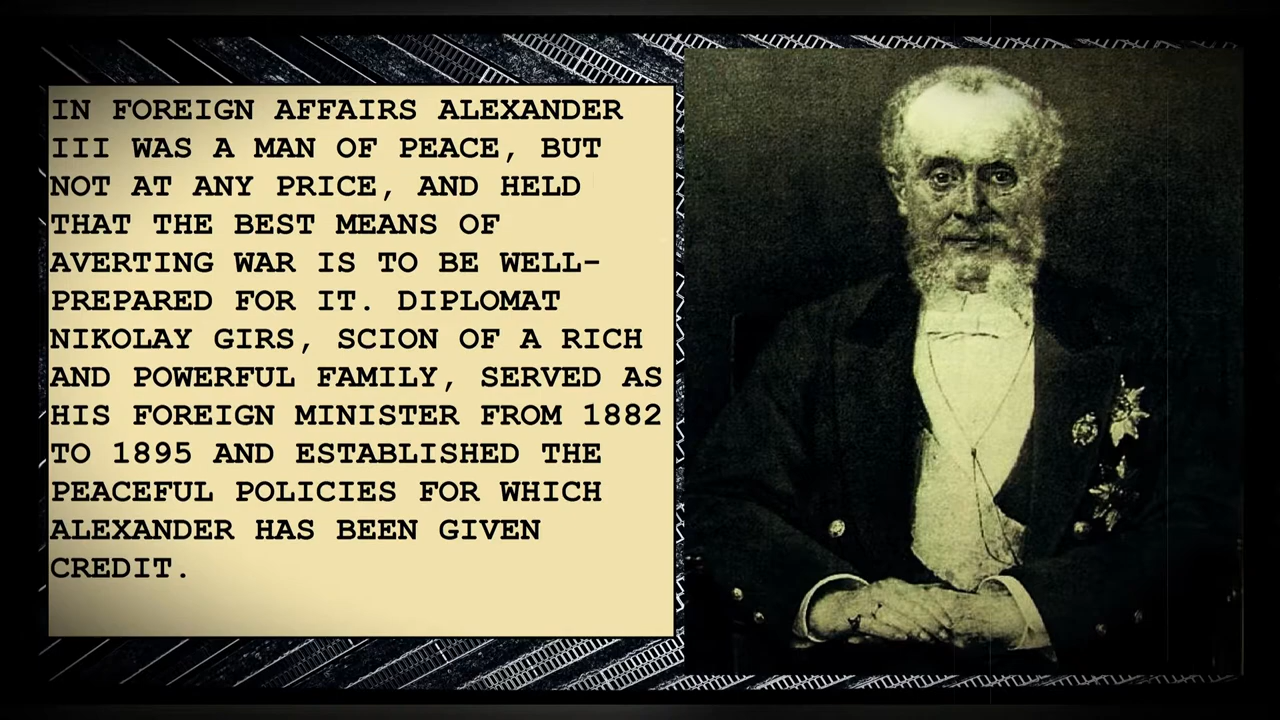 IN FOREIGN AFFAIRS ALEXANDER
III WAS A MAN OF PEACE, BUT
NOT AT ANY PRICE, AND HELD
THAT THE BEST MEANS OF
AVERTING WAR IS TO BE WELL-
PREPARED FOR IT. DIPLOMAT
NIKOLAY GIRS, SCION OF A RICH
AND POWERFUL FAMILY, SERVED AS
HIS FOREIGN MINISTER FROM 1882
TO 1895 AND ESTABLISHED THE
PEACEFUL POLICIES FOR WHICH
ALEXANDER HAS BEEN GIVEN
CREDIT.